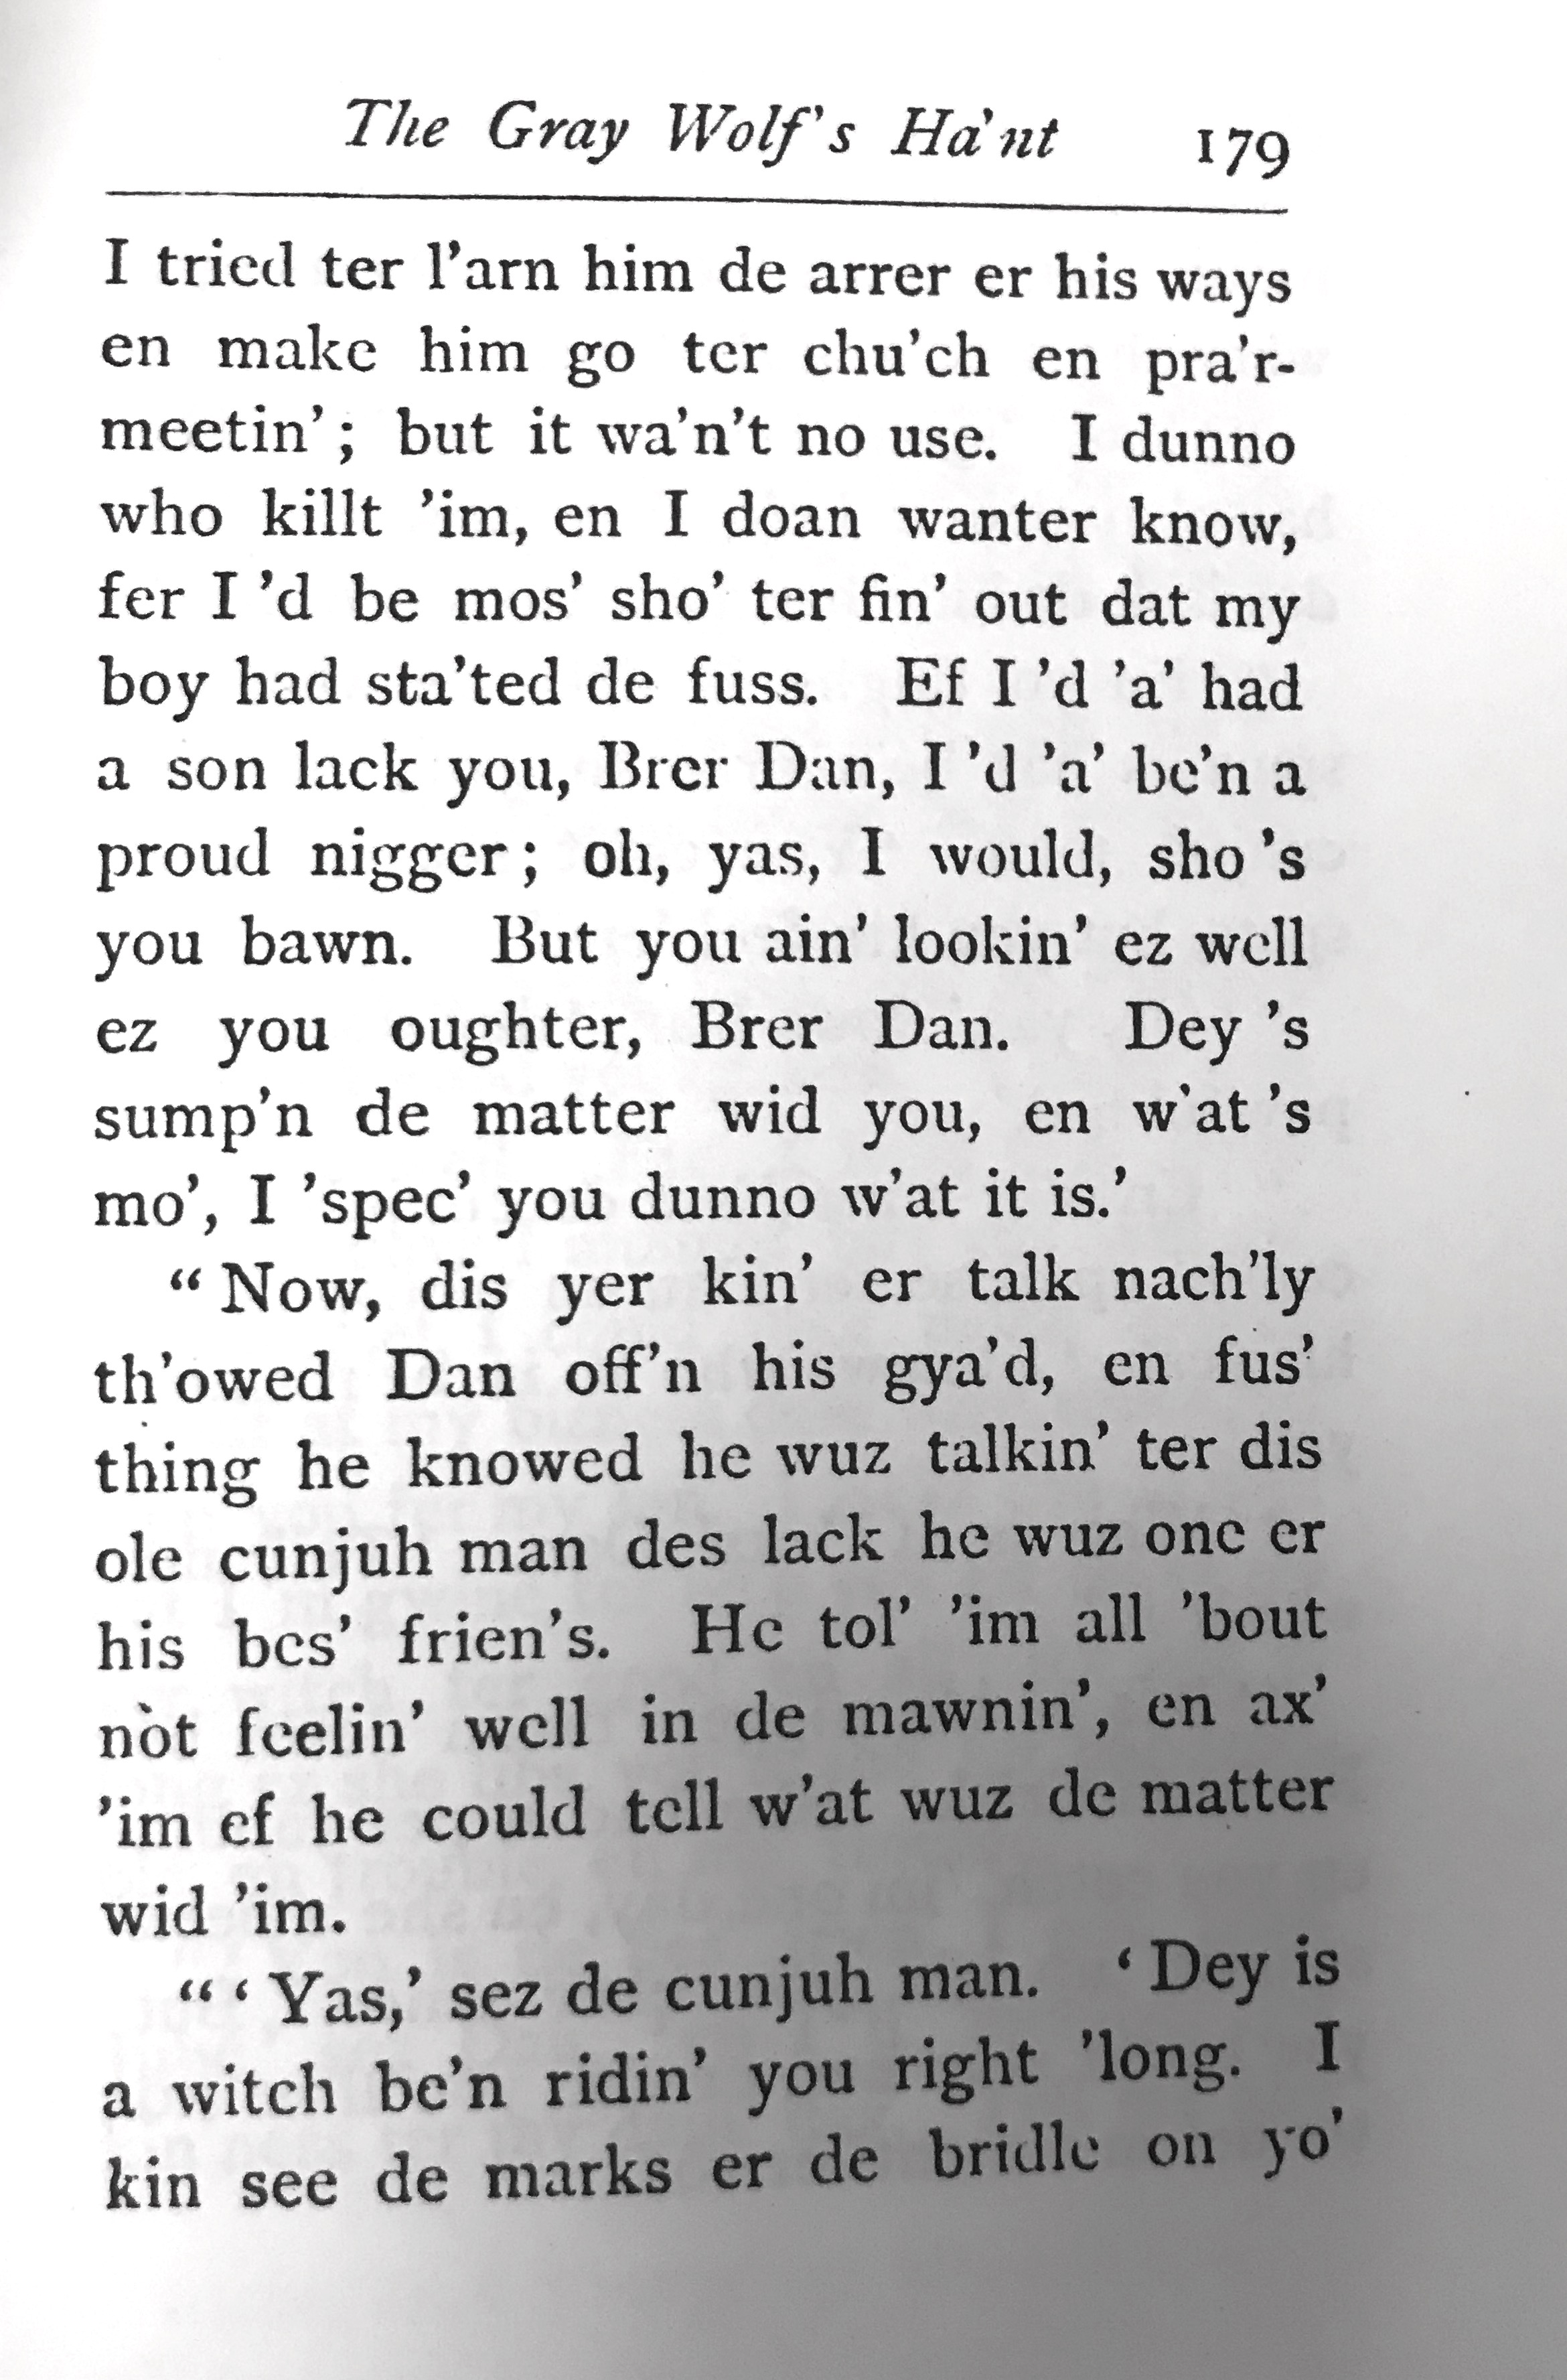 The Gray Wolf's Ha'nt 179
I tried ter l'arn him de arrer er his ways
en make him go ter chu'ch en pra'r-
meetin'; but it wa'n't no use. I dunno
who killt 'im, en I doan wanter know,
fer I 'd be mos' sho' ter fin' out dat my
boy had sta'ted de fuss. Ef I 'd 'a' had
a son lack you, Brer Dan, I 'd 'a' be'n a
proud nigger; oh, yas, I would, sho 's
you bawn. But you ain' lookin' ez well
ez you oughter, Brer Dan. Dey 's
sump'n de matter wid you, en w'at 's
mo', I 'spec' you dunno w'at it is.'
“Now, dis yer kin' er talk nach'ly
th'owed Dan off'n his gya'd, en fus'
thing he knowed he wuz talkin' ter dis
ole cunjuh man des lack he wuz one er
his bes' frien's. He tol' 'im all 'bout
not feelin' well in de mawnin', en ax'
'im ef he could tell w'at wuz de matter
wid 'im.
“‘Yas,’ sez de cunjuh man. ‘Dey is
a witch be'n ridin' you right 'long. I
kin see de marks er de bridle on yo'